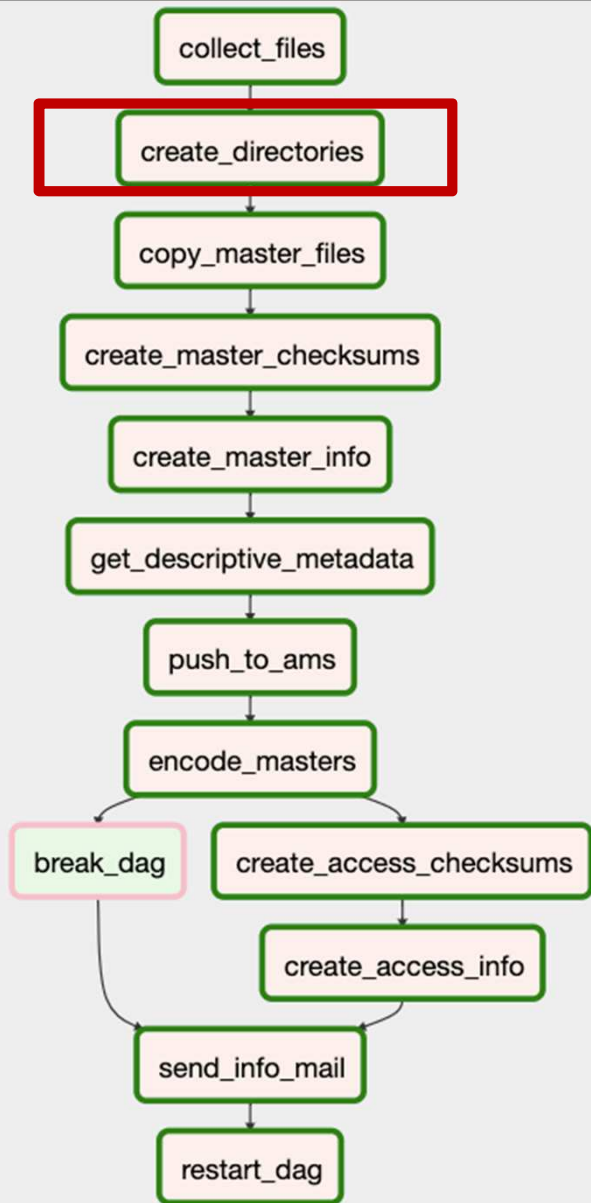 collect_files
create_directories
copy_master_files
create_master_checksums
create_master_info
get_descriptive_metadata
push_to_ams
encode_masters
break_dag
create_access_checksums
create_access_info
send_info_mail
restart_dag